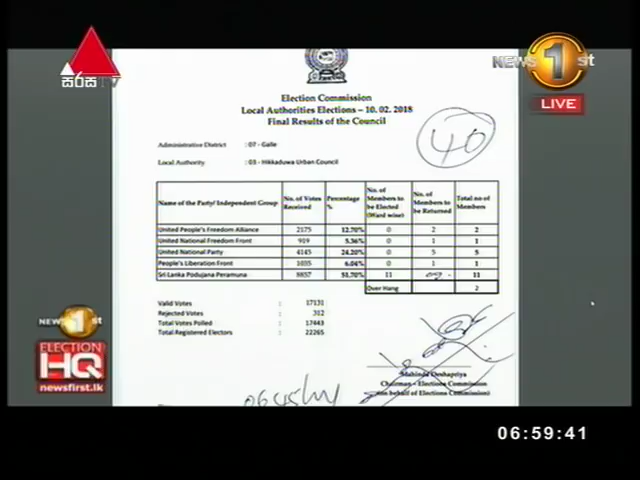 සිරස TV
NEWS 1st
LIVE
Election Commission
Local Authorities Elections – 10. 02. 2018
Final Results of the Council
40
Administrative District : 07 - Galle
Local Authority : 03 - Hikkaduwa Urban Council
Name of the Party/ Independent Group No. of Votes Received Percentage % No. of Members to be Elected (Ward wise) No. of Members to be Returned Total no of Members
United People's Freedom Alliance 2175 12.70% 0 2 2
United National Freedom Front 919 5.36% 0 1 1
United National Party 4145 24.20% 0 5 5
People's Liberation Front 1035 6.04% 0 1 1
Sri Lanka Podujana Peramuna 8857 51.70% 11 11
Over Hang 2
Valid Votes : 17131
Rejected Votes : 312
Total Votes Polled : 17443
Total Registered Electors : 22265
Mahinda Deshapriya
Chairman - Elections Commission
(on behalf of Elections Commission)
NEWS 1st
ELECTION
HQ
newsfirst.lk
06:59:41